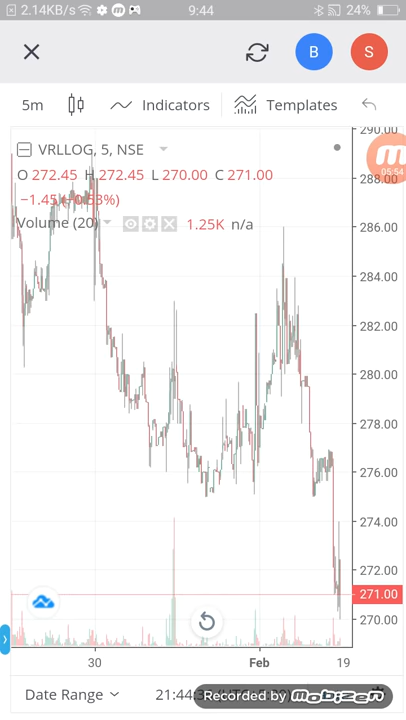 2.14KB/s 9:44 24%
B S
5m Indicators Templates
VRLLOG, 5, NSE
O 272.45 H 272.45 L 270.00 C 271.00
−1.45
Volume (20) 1.25K n/a
05:54
290.00
288.00
286.00
284.00
282.00
280.00
278.00
276.00
274.00
272.00
271.00
270.00
30 Feb 19
Date Range 21:44:
Recorded by mobizen